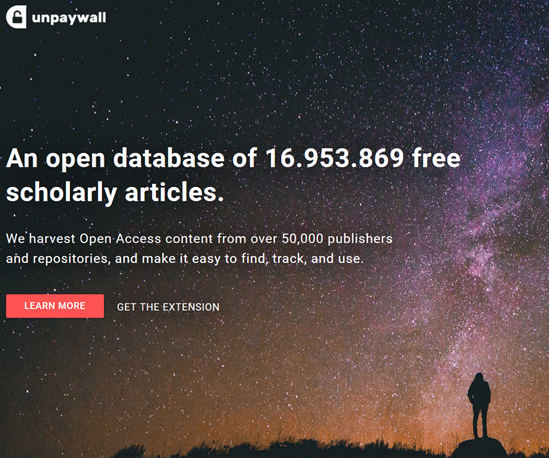 unpaywall
An open database of 16.953.869 free
scholarly articles.
We harvest Open Access content from over 50,000 publishers
and repositories, and make it easy to find, track, and use.
LEARN MORE GET THE EXTENSION